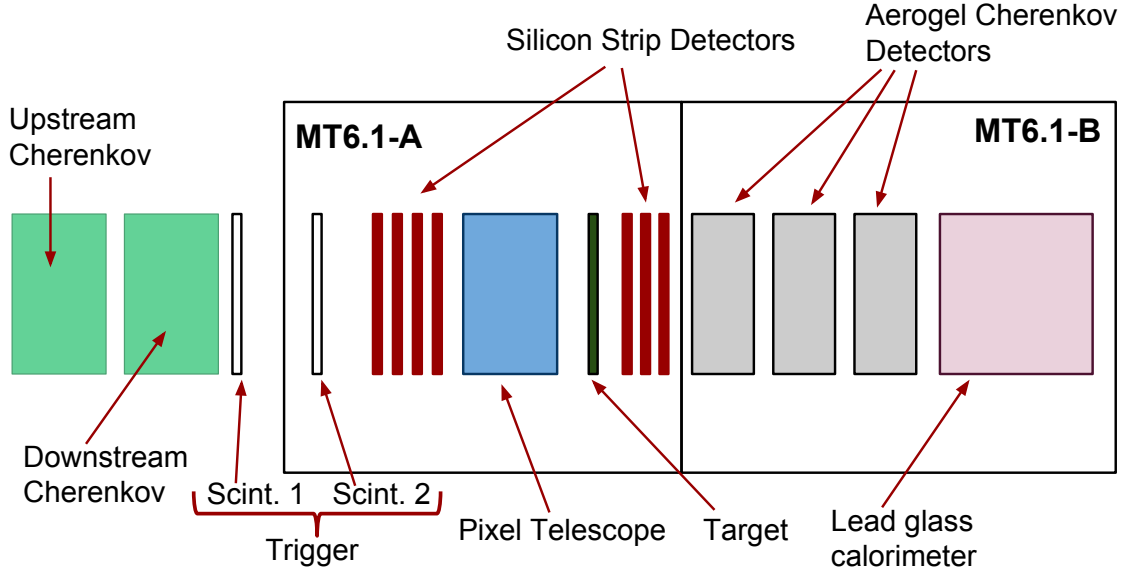 Silicon Strip Detectors
Aerogel Cherenkov
Detectors
Upstream
Cherenkov
MT6.1-A
MT6.1-B
Downstream
Cherenkov
Scint. 1
Scint. 2
Trigger
Pixel Telescope
Target
Lead glass
calorimeter